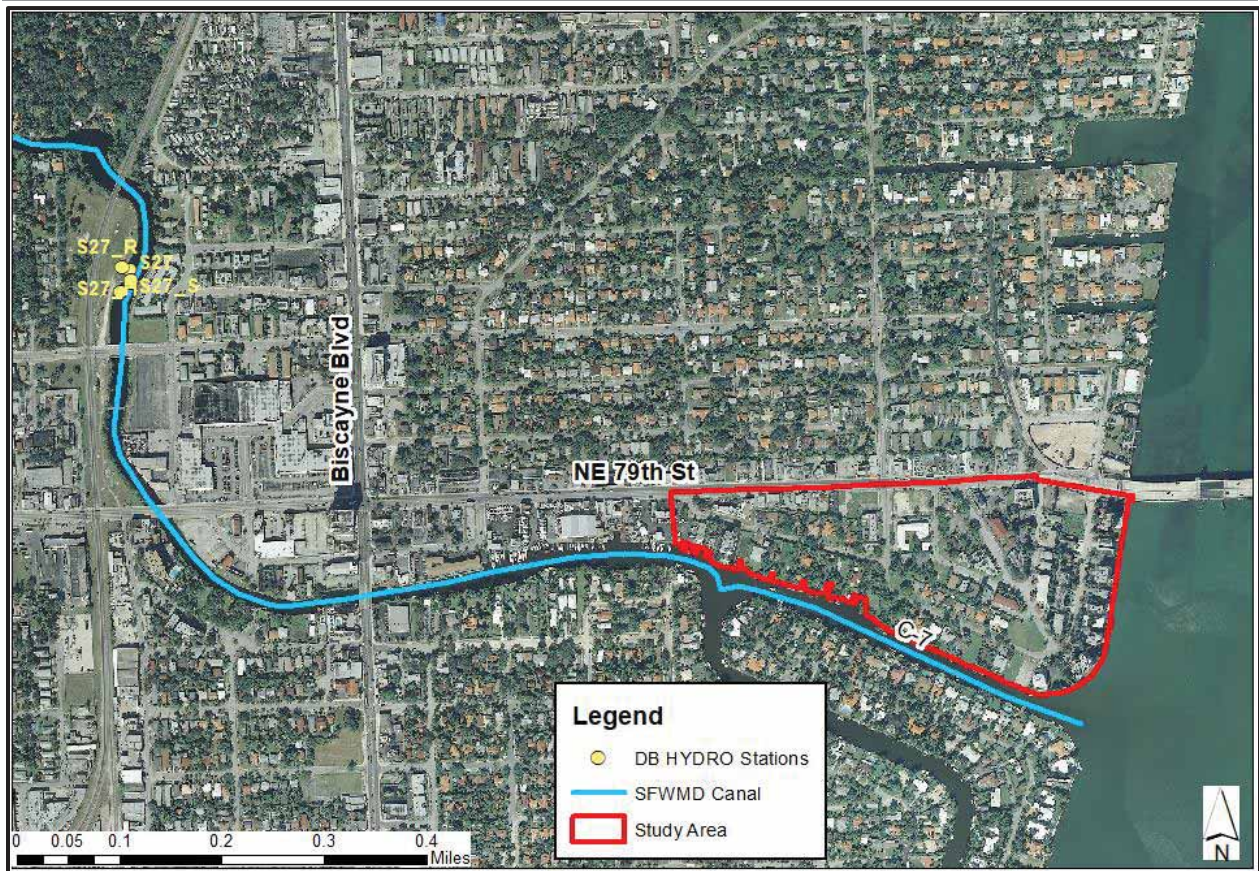 S27_R
S27
S27_
S27_S
Biscayne Blvd
NE 79th St
C-7
Legend
DB HYDRO Stations
SFWMD Canal
Study Area
0 0.05 0.1 0.2 0.3 0.4
Miles
N